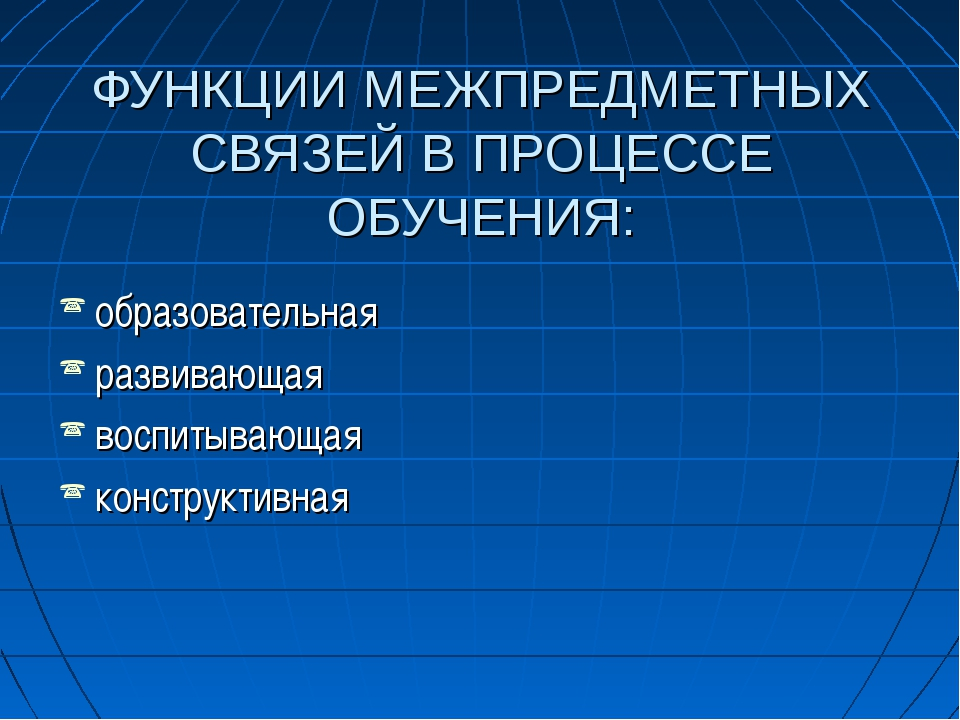 ФУНКЦИИ МЕЖПРЕДМЕТНЫХ
СВЯЗЕЙ В ПРОЦЕССЕ
ОБУЧЕНИЯ:
образовательная
развивающая
воспитывающая
конструктивная